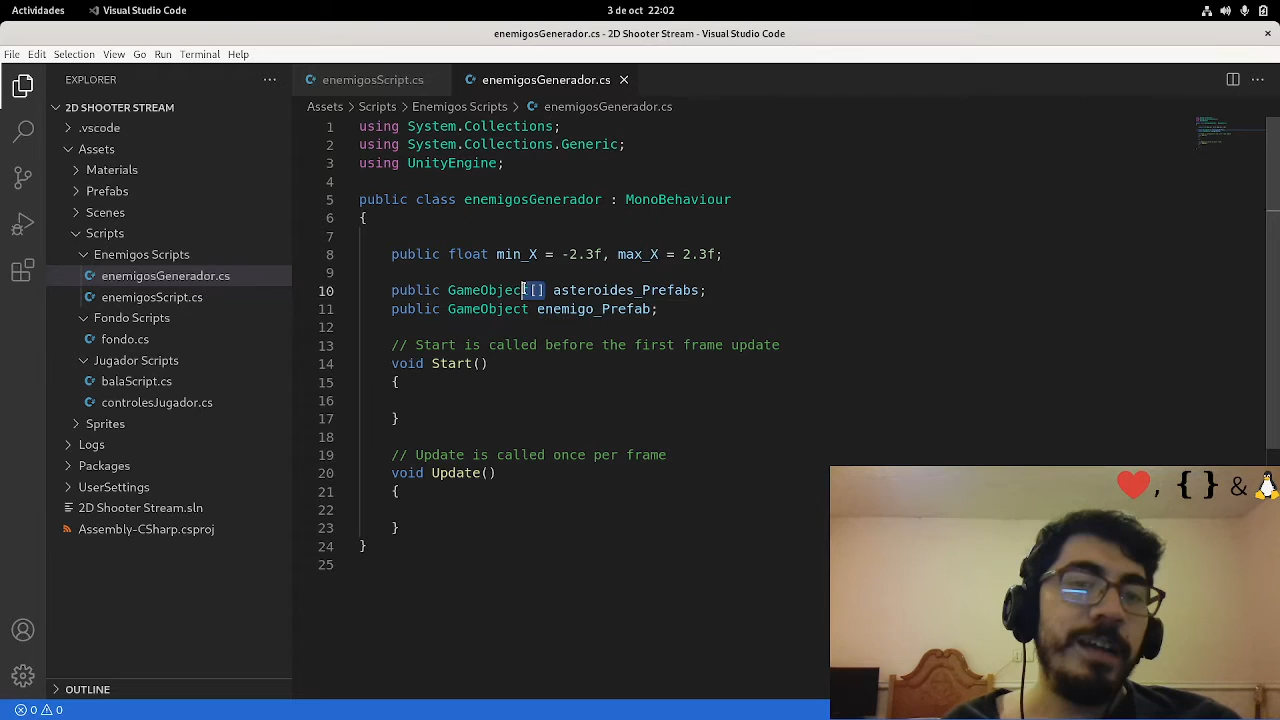 Actividades Visual Studio Code 3 de oct 22:02
enemigosGenerador.cs - 2D Shooter Stream - Visual Studio Code ×
File Edit Selection View Go Run Terminal Help
EXPLORER ···
enemigosScript.cs
enemigosGenerador.cs ×
2D SHOOTER STREAM
.vscode
Assets
Materials
Prefabs
Scenes
Scripts
Enemigos Scripts
enemigosGenerador.cs
enemigosScript.cs
Fondo Scripts
fondo.cs
Jugador Scripts
balaScript.cs
controlesJugador.cs
Sprites
Logs
Packages
UserSettings
2D Shooter Stream.sln
Assembly-CSharp.csproj
OUTLINE
Assets > Scripts > Enemigos Scripts > enemigosGenerador.cs
1 using System.Collections;
2 using System.Collections.Generic;
3 using UnityEngine;
4
5 public class enemigosGenerador : MonoBehaviour
6 {
7
8 public float min_X = -2.3f, max_X = 2.3f;
9
10 public GameObject[] asteroides_Prefabs;
11 public GameObject enemigo_Prefab;
12
13 // Start is called before the first frame update
14 void Start()
15 {
16
17 }
18
19 // Update is called once per frame
20 void Update()
21 {
22
23 }
24 }
25
❤, { } & 🐧
0 0